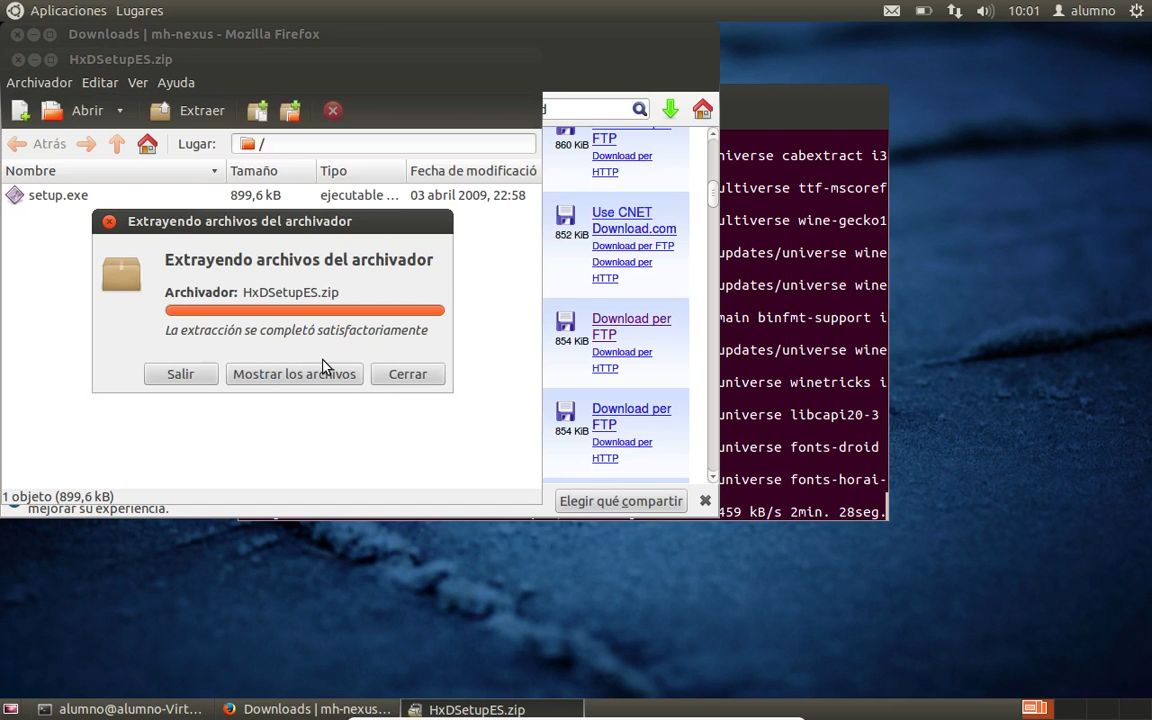 Aplicaciones Lugares
10:01 alumno
Downloads | mh-nexus - Mozilla Firefox
HxDSetupES.zip
Archivador Editar Ver Ayuda
Abrir Extraer
Atrás Lugar: /
Nombre Tamaño Tipo Fecha de modificació
setup.exe 899,6 kB ejecutable ... 03 abril 2009, 22:58
Extrayendo archivos del archivador
Extrayendo archivos del archivador
Archivador: HxDSetupES.zip
La extracción se completó satisfactoriamente
Salir Mostrar los archivos Cerrar
1 objeto (899,6 kB)
mejorar su experiencia.
d
860 KiB
FTP
Download per
HTTP
Use CNET
Download.com
852 KiB
Download per FTP
Download per
HTTP
Download per
FTP
854 KiB
Download per
HTTP
Download per
FTP
854 KiB
Download per
HTTP
Elegir qué compartir
niverse cabextract i3
ultiverse ttf-mscoref
ultiverse wine-gecko1
updates/universe wine
updates/universe wine
main binfmt-support i
updates/universe wine
universe winetricks i
universe libcapi20-3
universe fonts-droid
universe fonts-horai-
459 kB/s 2min. 28seg.
alumno@alumno-Virt...
Downloads | mh-nexus...
HxDSetupES.zip